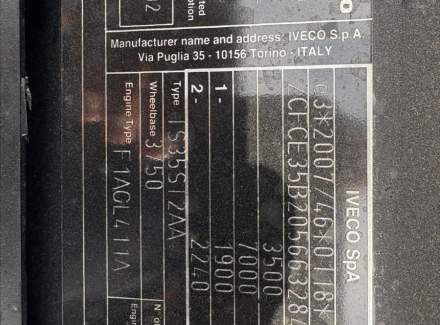 Manufacturer name and address: IVECO S.p.A
Via Puglia 35 - 10156 Torino - ITALY
IVECO SpA
e3*2007/46*0118*
ZCFCE35B205663284
3500
7000
1- 1900
2- 2240
Type IS35SI2AA
Wheelbase 3750
Engine Type F1AGL411A